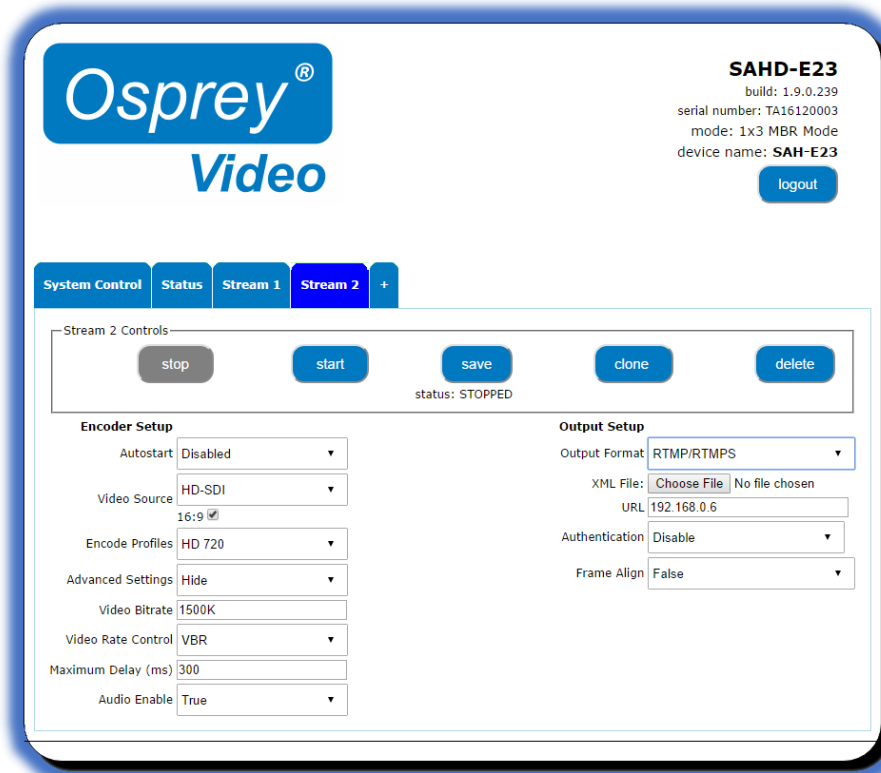 Osprey®
Video
SAHD-E23
build: 1.9.0.239
serial number: TA16120003
mode: 1x3 MBR Mode
device name: SAH-E23
logout
System Control Status Stream 1 Stream 2 +
Stream 2 Controls
stop start save clone delete
status: STOPPED
Encoder Setup
Autostart Disabled
Video Source HD-SDI
16:9
Encode Profiles HD 720
Advanced Settings Hide
Video Bitrate 1500K
Video Rate Control VBR
Maximum Delay (ms) 300
Audio Enable True
Output Setup
Output Format RTMP/RTMPS
XML File: Choose File No file chosen
URL 192.168.0.6
Authentication Disable
Frame Align False